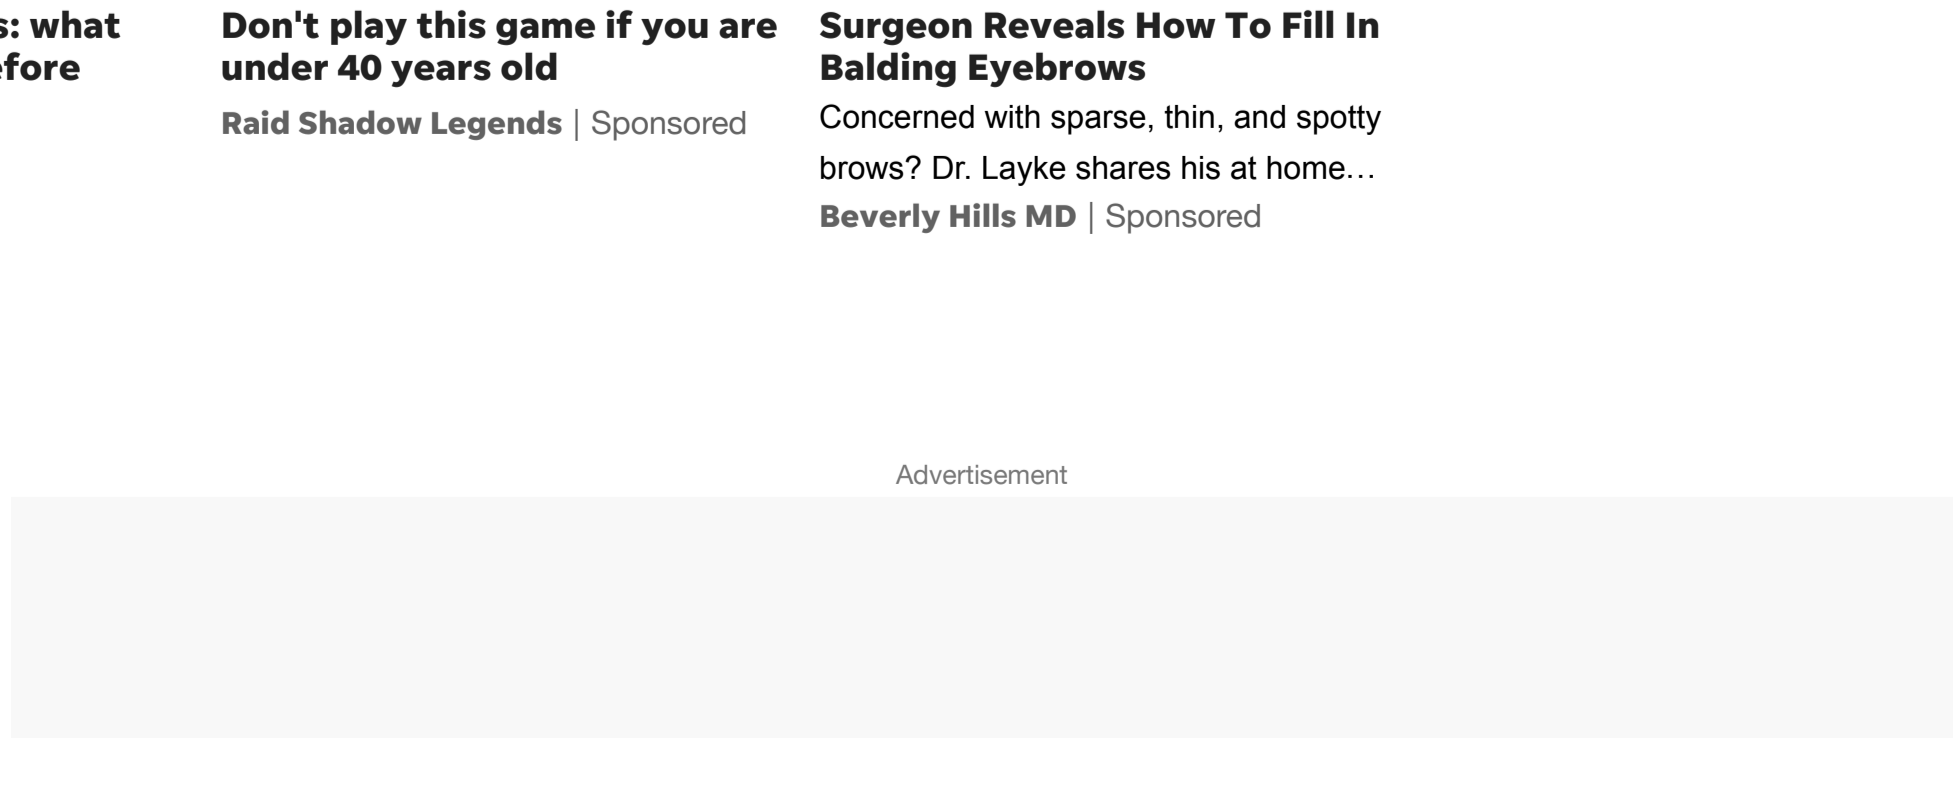 s: what
efore
Don't play this game if you are
under 40 years old
Raid Shadow Legends | Sponsored
Surgeon Reveals How To Fill In
Balding Eyebrows
Concerned with sparse, thin, and spotty
brows? Dr. Layke shares his at home…
Beverly Hills MD | Sponsored
Advertisement